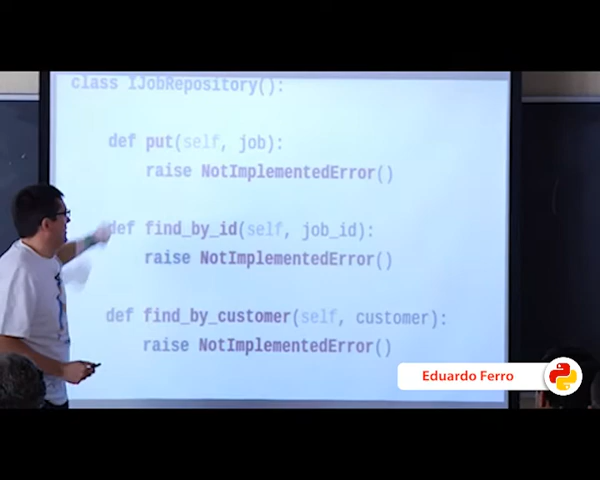 class IJobRepository():
def put(self, job):
raise NotImplementedError()
def find_by_id(self, job_id):
raise NotImplementedError()
def find_by_customer(self, customer):
raise NotImplementedError()
Eduardo Ferro